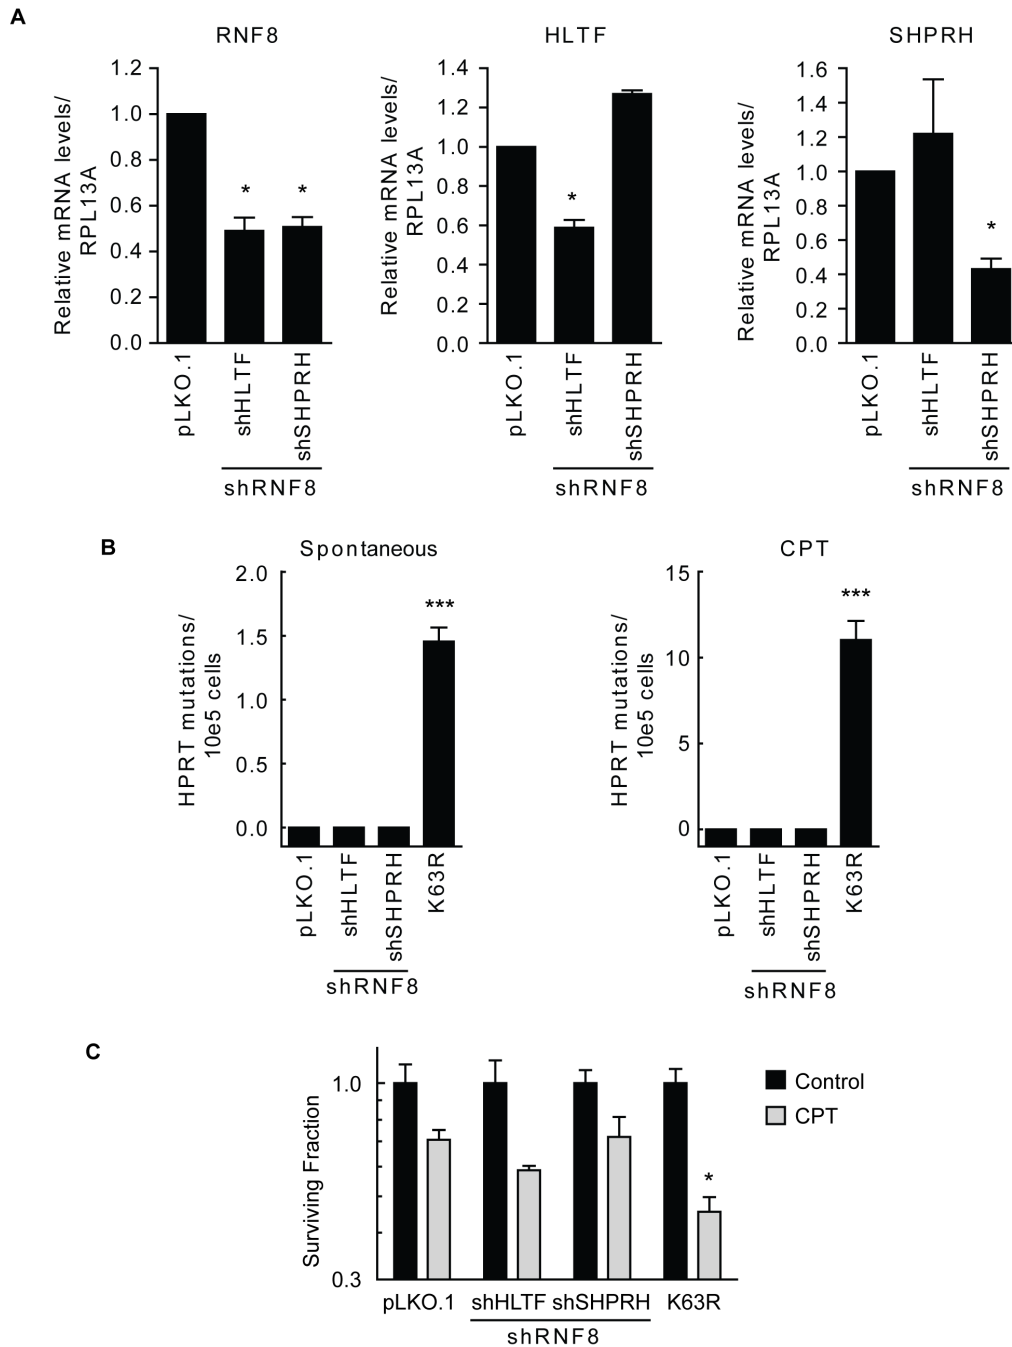 A
RNF8
HLTF
SHPRH
Relative mRNA levels/
RPL13A
1.2
1.0
0.8
0.6
0.4
0.2
0.0
*
*
pLKO.1
shHLTF
shSHPRH
shRNF8
Relative mRNA levels/
RPL13A
1.4
1.2
1.0
0.8
0.6
0.4
0.2
0.0
*
pLKO.1
shHLTF
shSHPRH
shRNF8
Relative mRNA levels/
RPL13A
1.6
1.4
1.2
1.0
0.8
0.6
0.4
0.2
0.0
*
pLKO.1
shHLTF
shSHPRH
shRNF8
B
Spontaneous
HPRT mutations/
10e5 cells
2.0
1.5
1.0
0.5
0.0
***
pLKO.1
shHLTF
shSHPRH
K63R
shRNF8
CPT
HPRT mutations/
10e5 cells
15
10
5
0
***
pLKO.1
shHLTF
shSHPRH
K63R
shRNF8
C
Surviving Fraction
1.0
0.3
*
Control
CPT
pLKO.1 shHLTF shSHPRH K63R
shRNF8